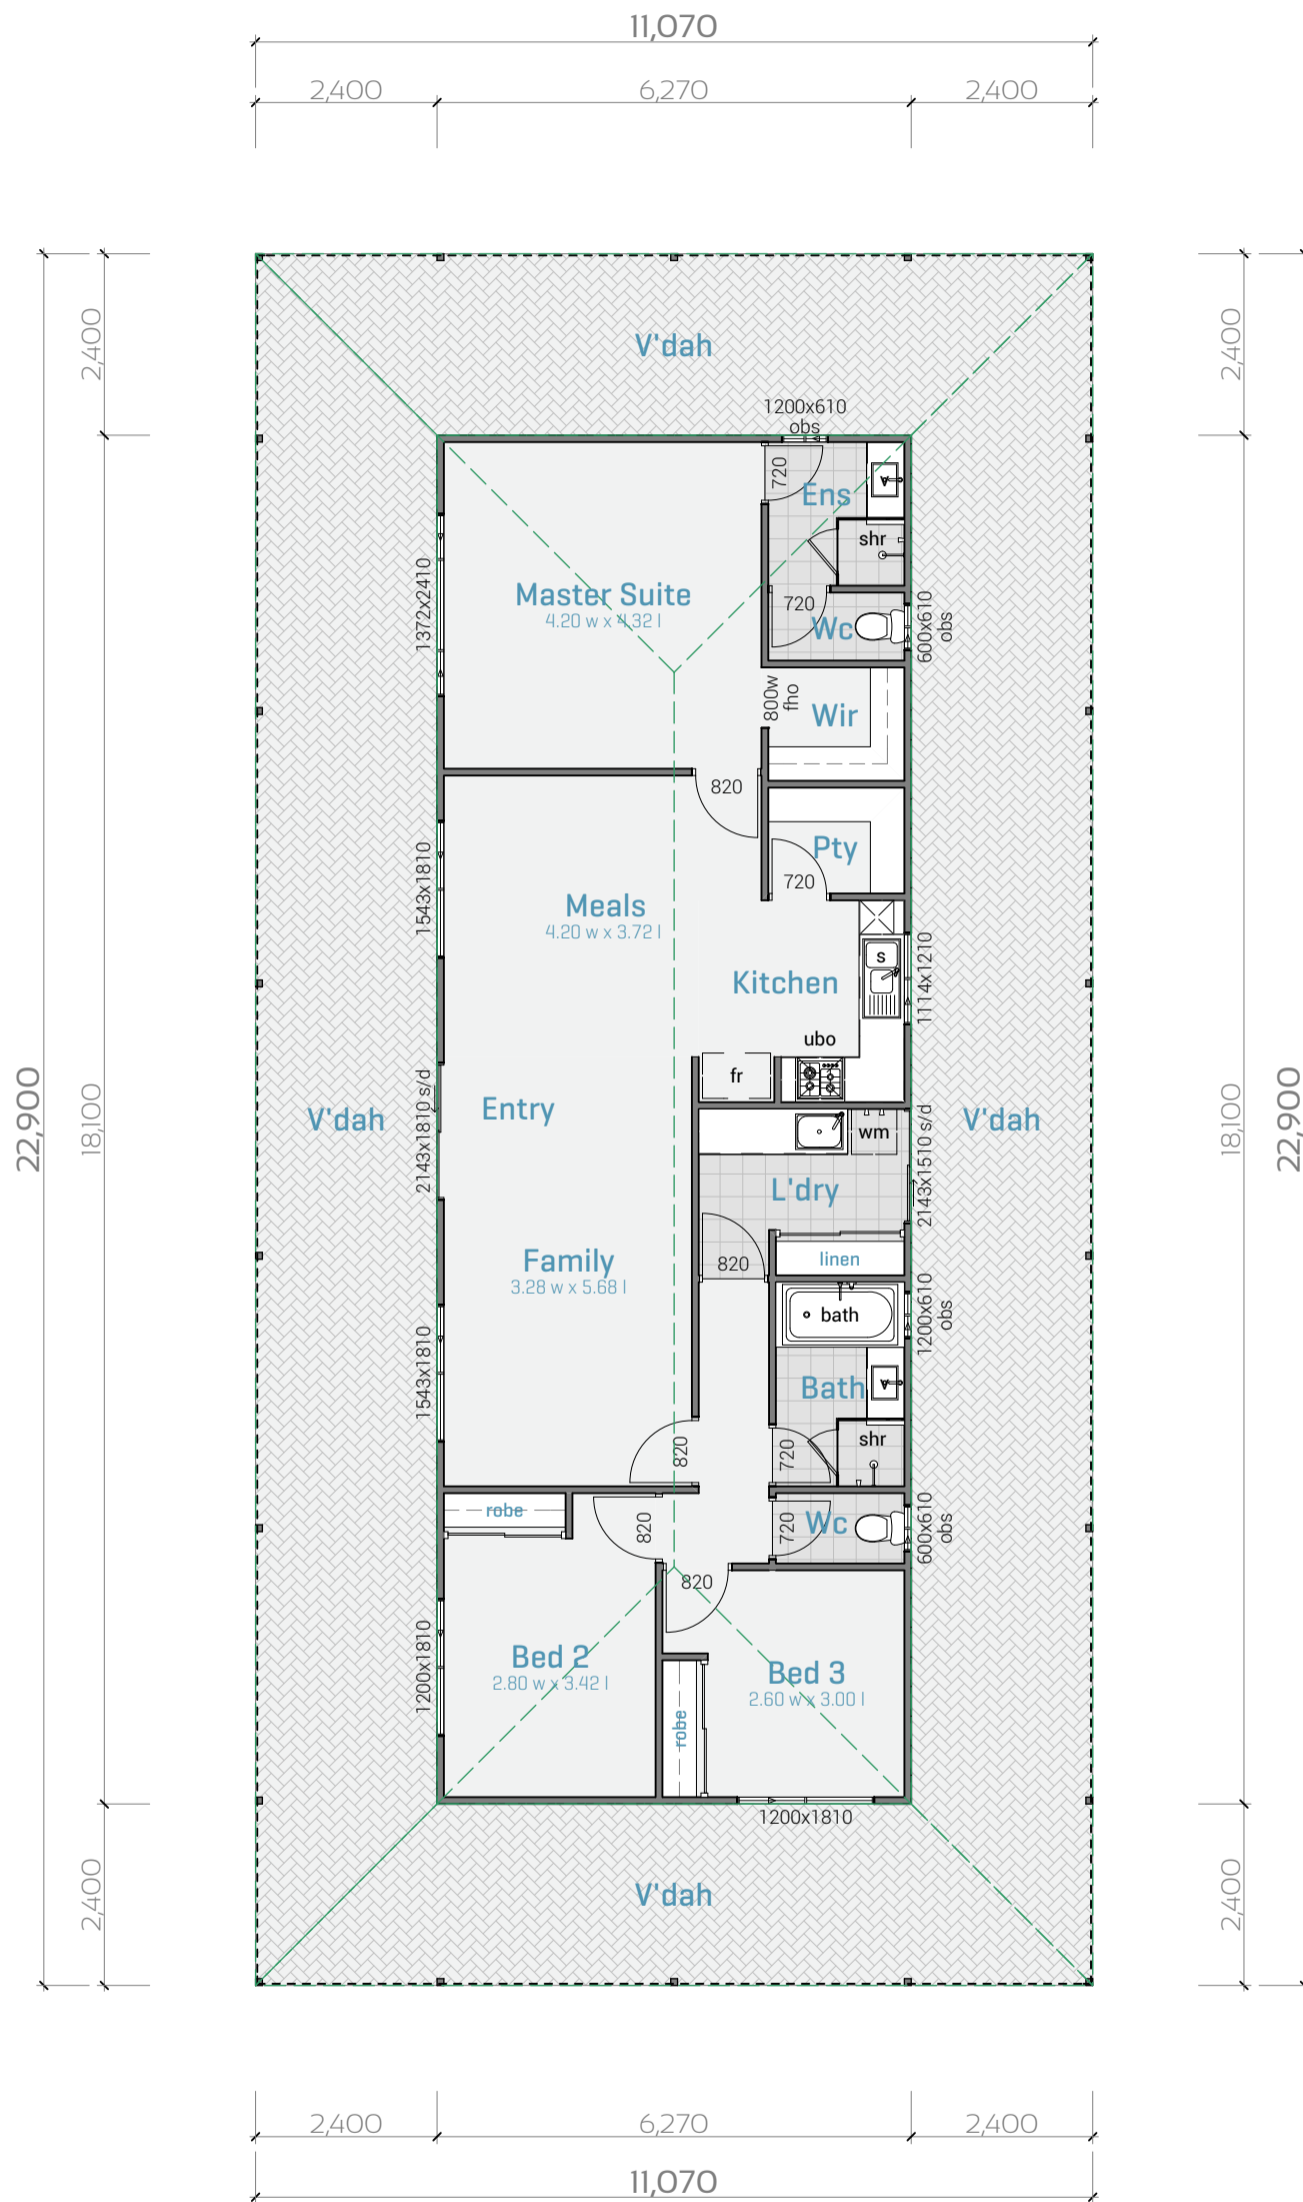 11,070
2,400
6,270
2,400
2,400
2,400
V'dah
1200x610
obs
720
Ens
shr
1372x2410
Master Suite
4.20 w x 4.32 l
720
Wc
600x610
obs
800w
fho
Wir
820
Pty
720
1543x1810
Meals
4.20 w x 3.72 l
Kitchen
s
1114x1210
ubo
fr
22,900
18,100
V'dah
2143x1810 s/d
Entry
wm
L'dry
2143x1510 s/d
V'dah
18,100
22,900
820
linen
Family
3.28 w x 5.68 l
bath
1200x610
obs
1543x1810
Bath
shr
820
720
robe
820
720
Wc
600x610
obs
820
1200x1810
Bed 2
2.80 w x 3.42 l
Bed 3
2.60 w x 3.00 l
robe
1200x1810
2,400
V'dah
2,400
2,400
6,270
2,400
11,070